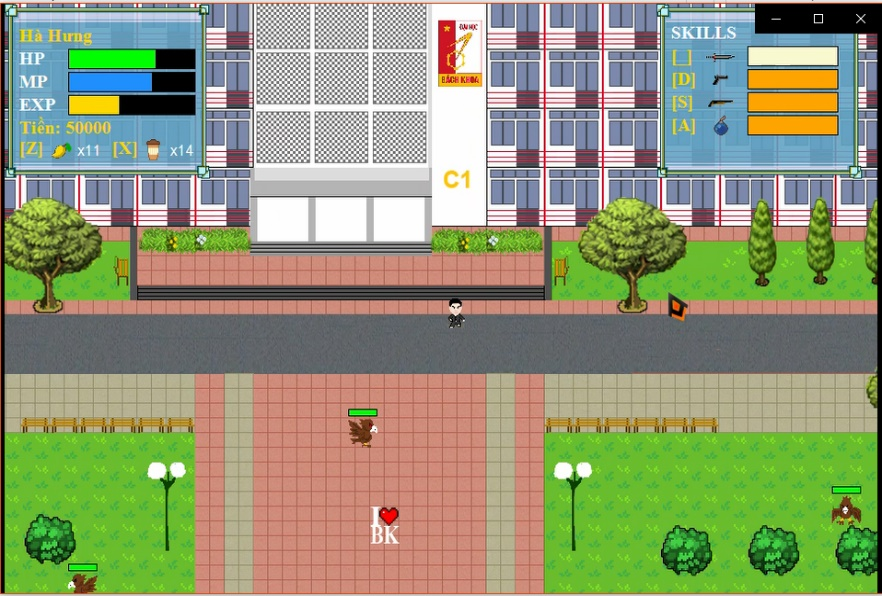 Hà Hưng
HP
MP
EXP
Tiền: 50000
[Z] x11 [X] x14
ĐẠI HỌC
BÁCH KHOA
C1
SKILLS
[_]
[D]
[S]
[A]
I
BK